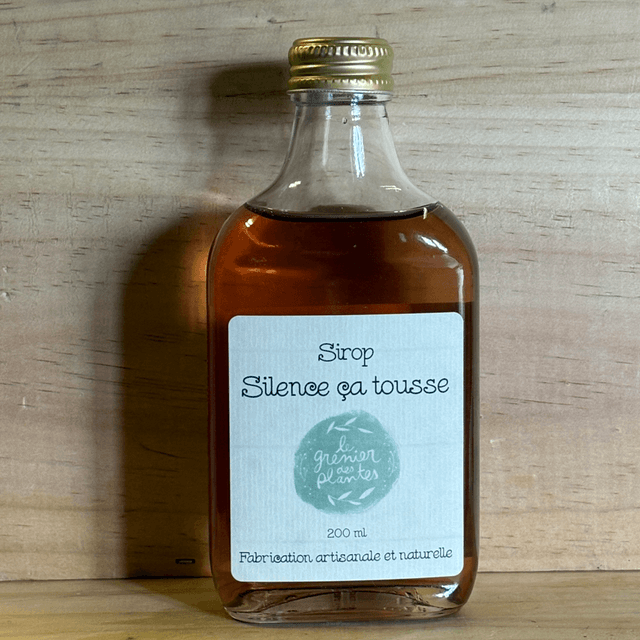 Sirop
Silence ça tousse
le
grenier
des
plantes
200 ml
Fabrication artisanale et naturelle